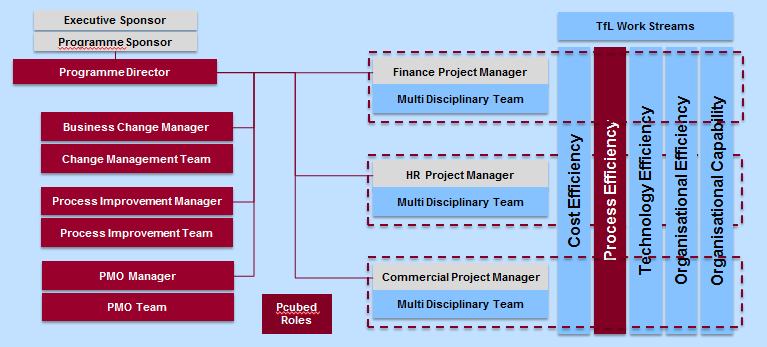 Executive Sponsor
Programme Sponsor
Programme Director
Business Change Manager
Change Management Team
Process Improvement Manager
Process Improvement Team
PMO Manager
PMO Team
Pcubed
Roles
Finance Project Manager
Multi Disciplinary Team
HR Project Manager
Multi Disciplinary Team
Commercial Project Manager
Multi Disciplinary Team
TfL Work Streams
Cost Efficiency
Process Efficiency
Technology Efficiency
Organisational Efficiency
Organisational Capability